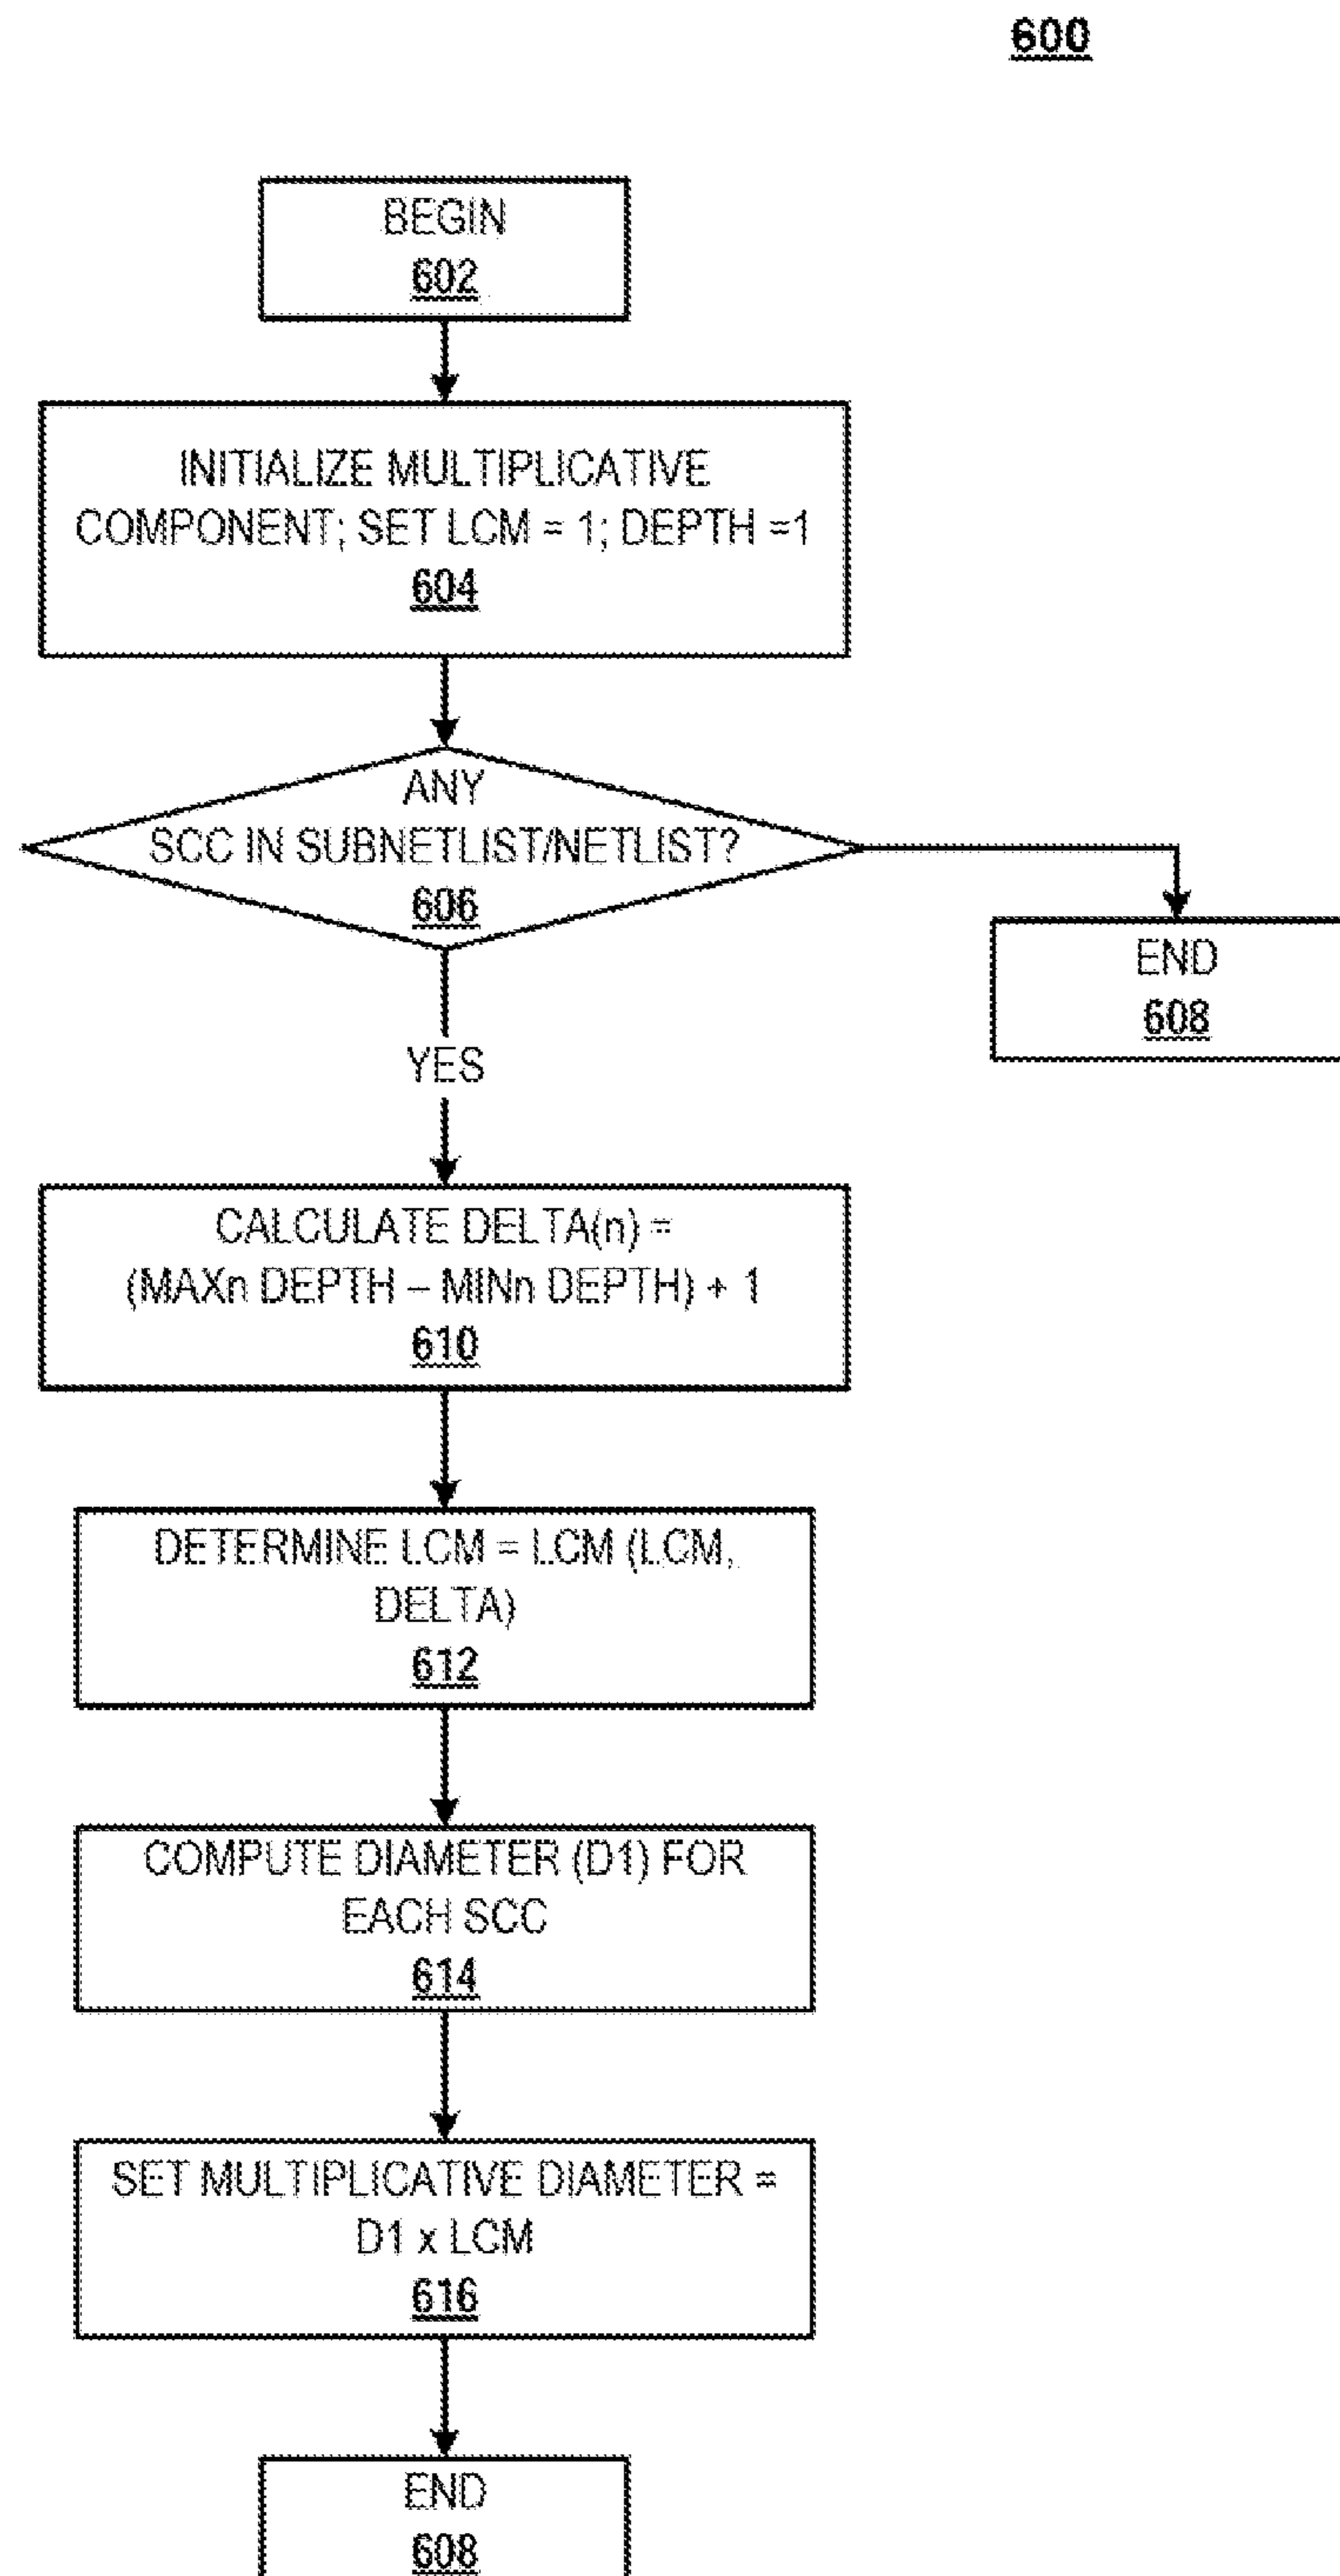 600
BEGIN
602
INITIALIZE MULTIPLICATIVE
COMPONENT; SET LCM = 1; DEPTH =1
604
ANY
SCC IN SUBNETLIST/NETLIST?
606
END
608
YES
CALCULATE DELTA(n) =
(MAXn DEPTH – MINn DEPTH) + 1
610
DETERMINE LCM = LCM (LCM,
DELTA)
612
COMPUTE DIAMETER (D1) FOR
EACH SCC
614
SET MULTIPLICATIVE DIAMETER =
D1 x LCM
616
END
608